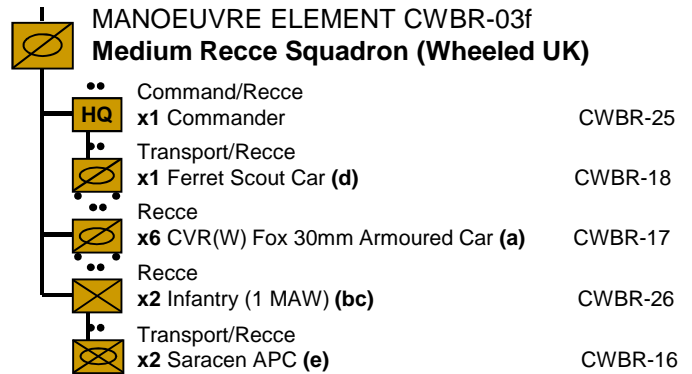 MANOEUVRE ELEMENT CWBR-03f
Medium Recce Squadron (Wheeled UK)
Command/Recce
HQ x1 Commander CWBR-25
Transport/Recce
x1 Ferret Scout Car (d) CWBR-18
Recce
x6 CVR(W) Fox 30mm Armoured Car (a) CWBR-17
Recce
x2 Infantry (1 MAW) (bc) CWBR-26
Transport/Recce
x2 Saracen APC (e) CWBR-16